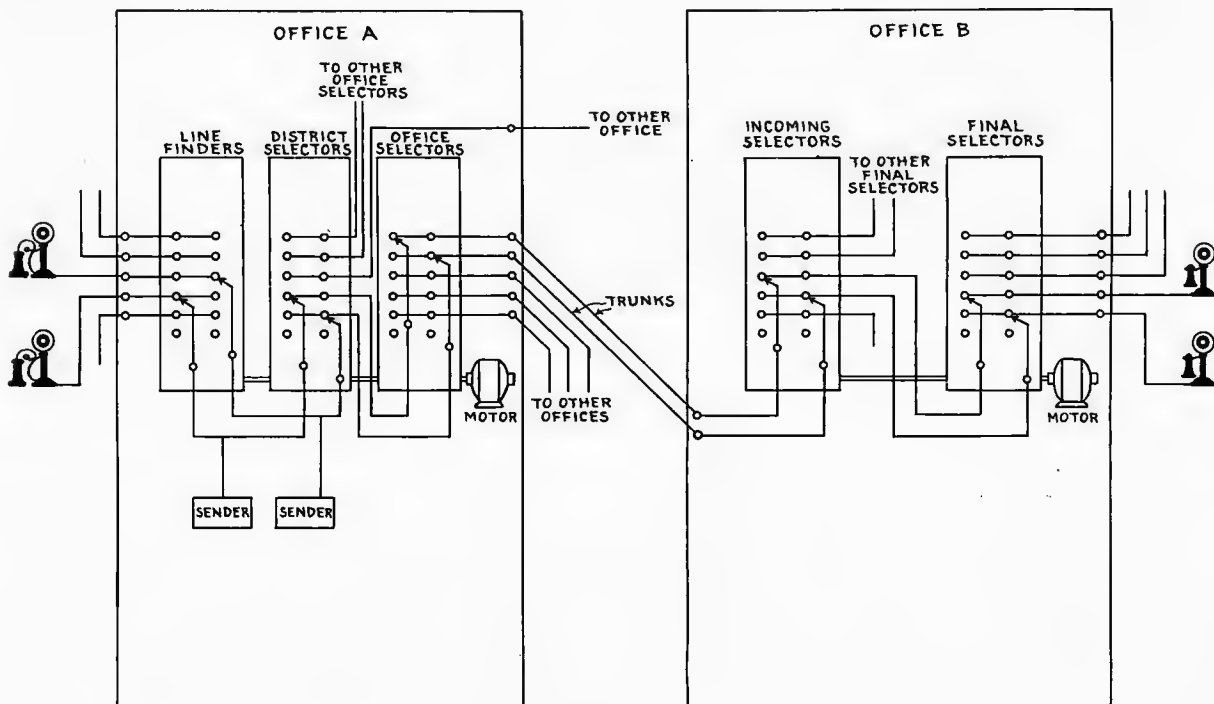 OFFICE A
TO OTHER
OFFICE
SELECTORS
LINE
FINDERS
DISTRICT
SELECTORS
OFFICE
SELECTORS
TO OTHER
OFFICE
TRUNKS
TO OTHER
OFFICES
MOTOR
SENDER
SENDER
OFFICE B
INCOMING
SELECTORS
TO OTHER
FINAL
SELECTORS
FINAL
SELECTORS
MOTOR